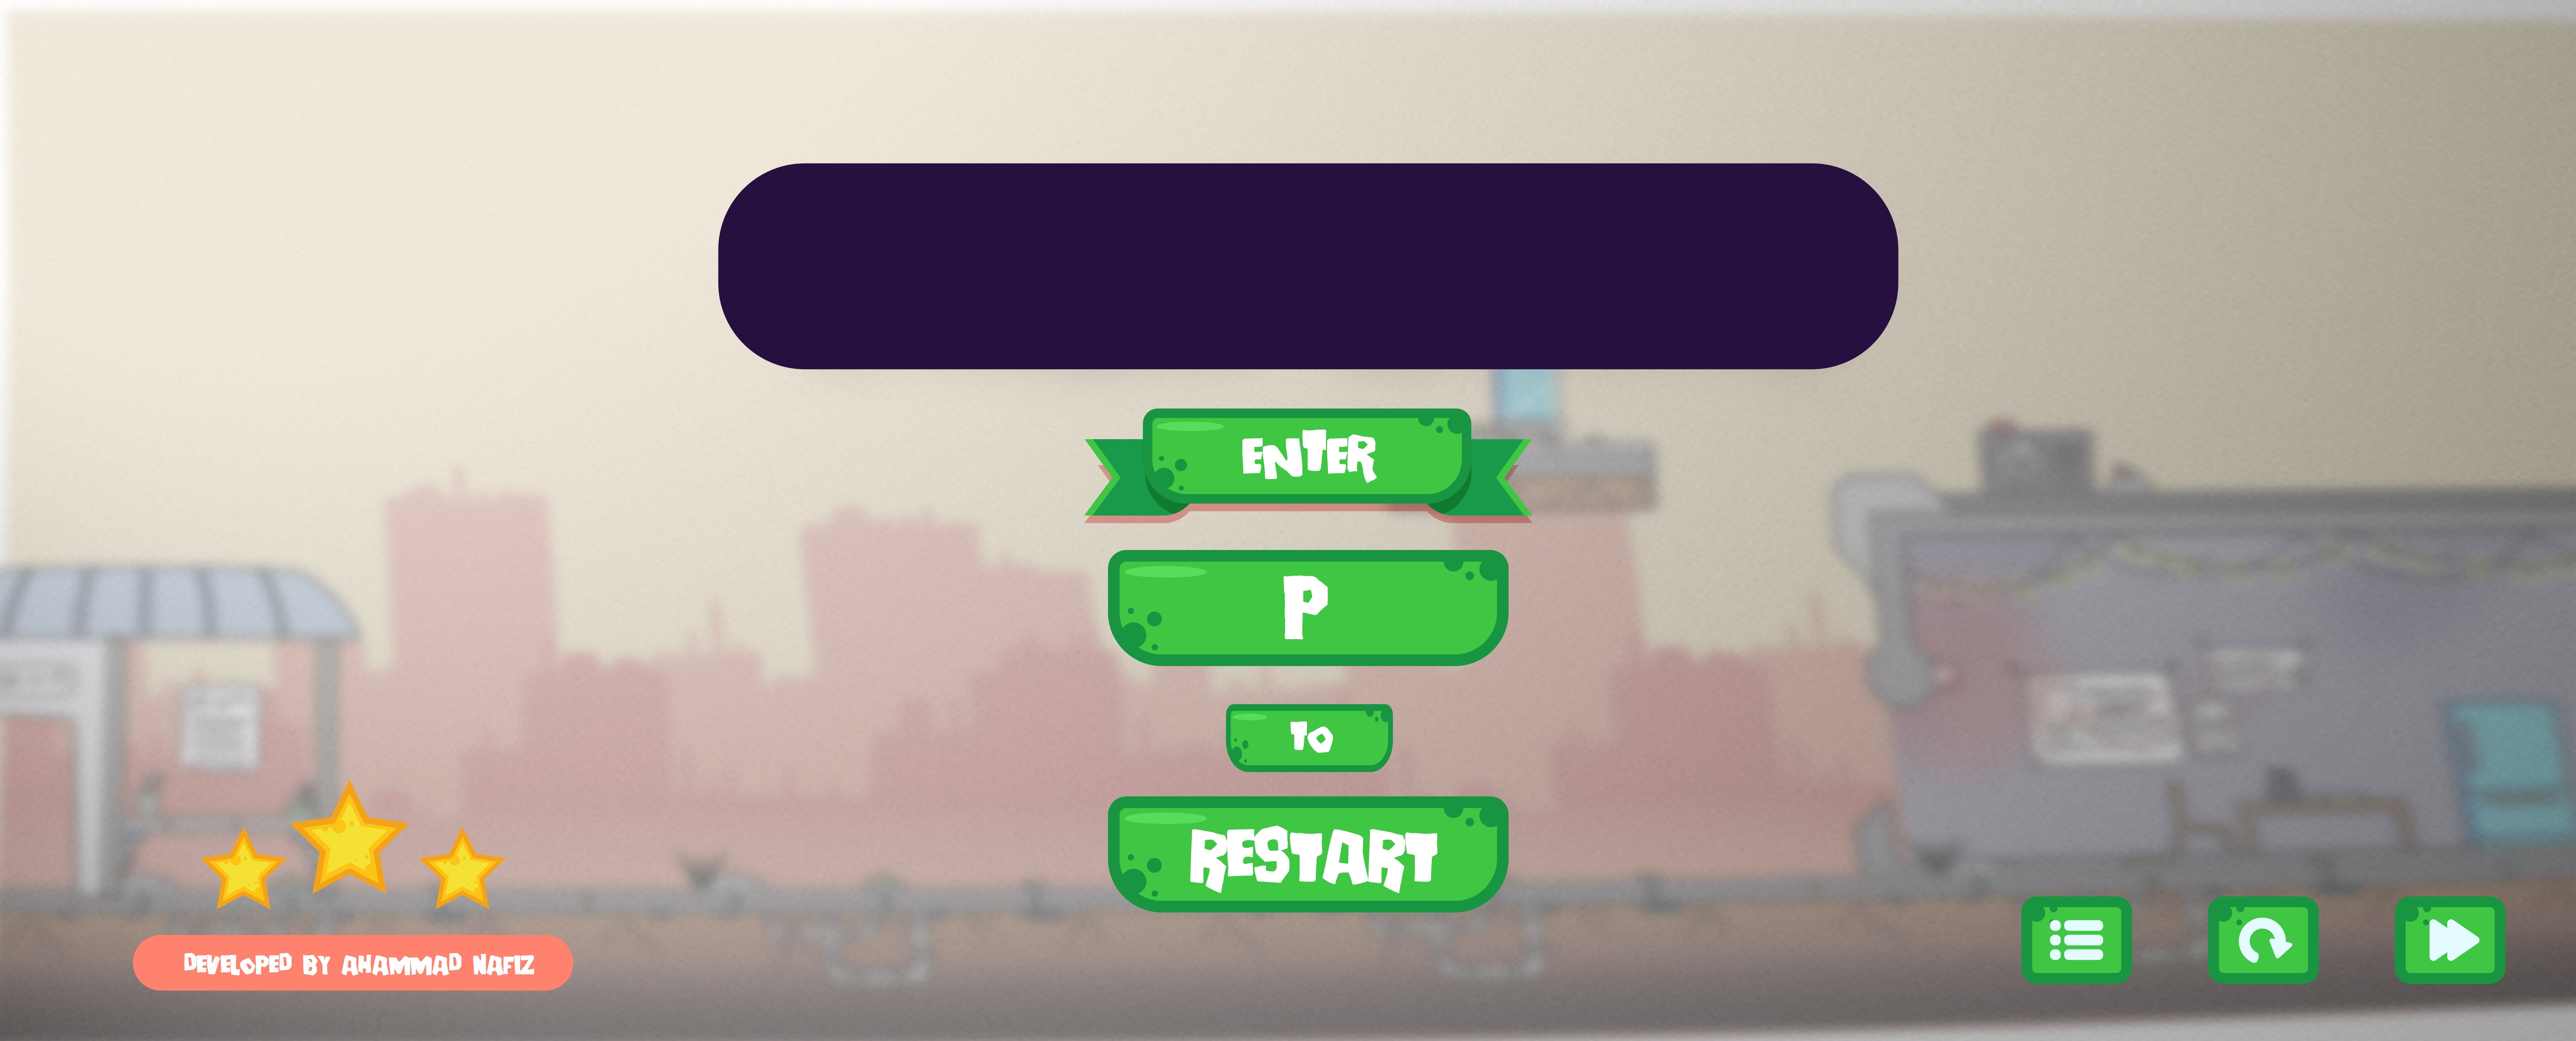 ENTER
P
TO
RESTART
DEVELOPED BY AHAMMAD NAFIZ